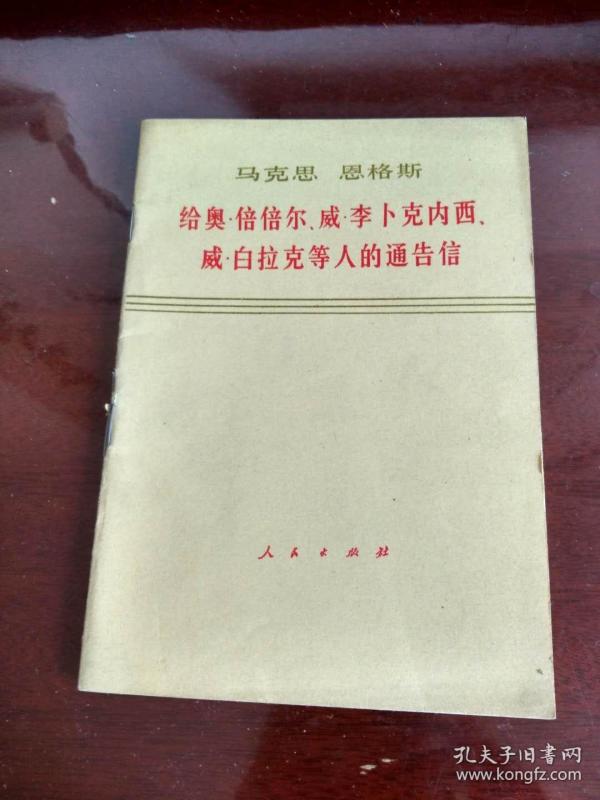 马克思 恩格斯
给奥·倍倍尔、威·李卜克内西、
威·白拉克等人的通告信
人民出版社
孔夫子旧书网
www.kongfz.com